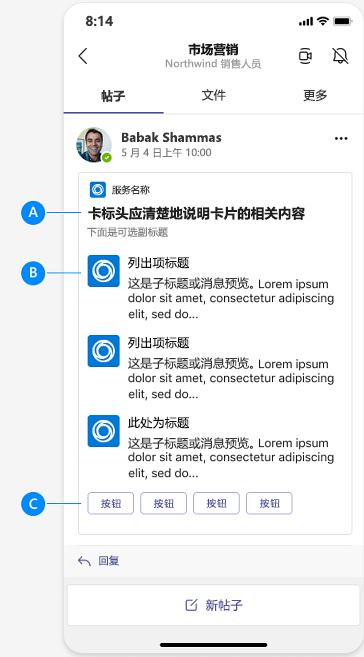 8:14
市场营销
Northwind 销售人员
帖子
文件
更多
Babak Shammas
5 月 4 日上午 10:00
服务名称
A
卡标头应清楚地说明卡片的相关内容
下面是可选副标题
B
列出项标题
这是子标题或消息预览。Lorem ipsum
dolor sit amet, consectetur adipiscing
elit, sed do...
列出项标题
这是子标题或消息预览。Lorem ipsum
dolor sit amet, consectetur adipiscing
elit, sed do...
此处为标题
这是子标题或消息预览。Lorem ipsum
dolor sit amet, consectetur adipiscing
elit, sed do...
C
按钮 按钮 按钮 按钮
回复
新帖子